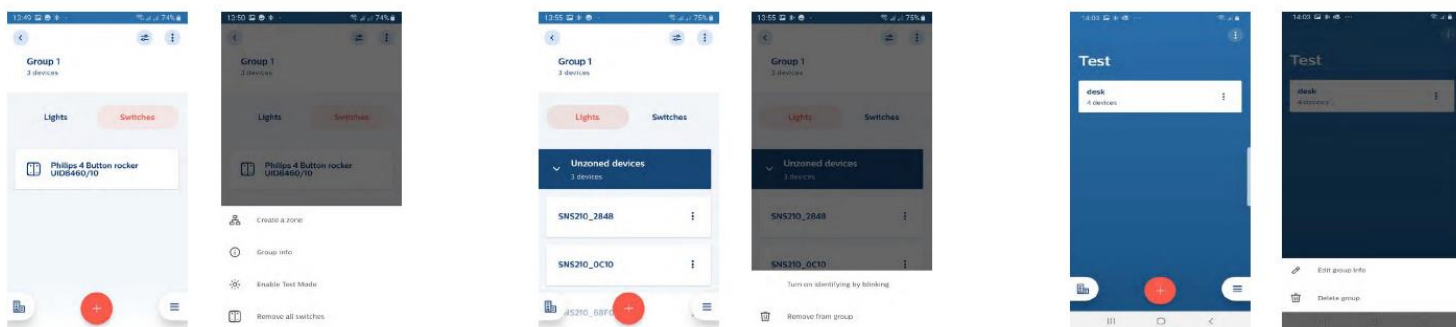 13:49
74%
Group 1
3 devices
Lights
Switches
Philips 4 Button rocker
UID8460/10
+
13:50
74%
Group 1
3 devices
Lights
Switches
Philips 4 Button rocker
UID8460/10
Create a zone
Group info
Enable Test Mode
Remove all switches
13:55
75%
Group 1
3 devices
Lights
Switches
Unzoned devices
3 devices
SNS210_2848
SNS210_0C10
+
13:55
75%
Group 1
3 devices
Lights
Switches
Unzoned devices
3 devices
SNS210_2848
SNS210_0C10
Turn on identifying by blinking
Remove from group
14:03
Test
desk
4 devices
+
14:03
Test
desk
4 devices
Edit group info
Delete group